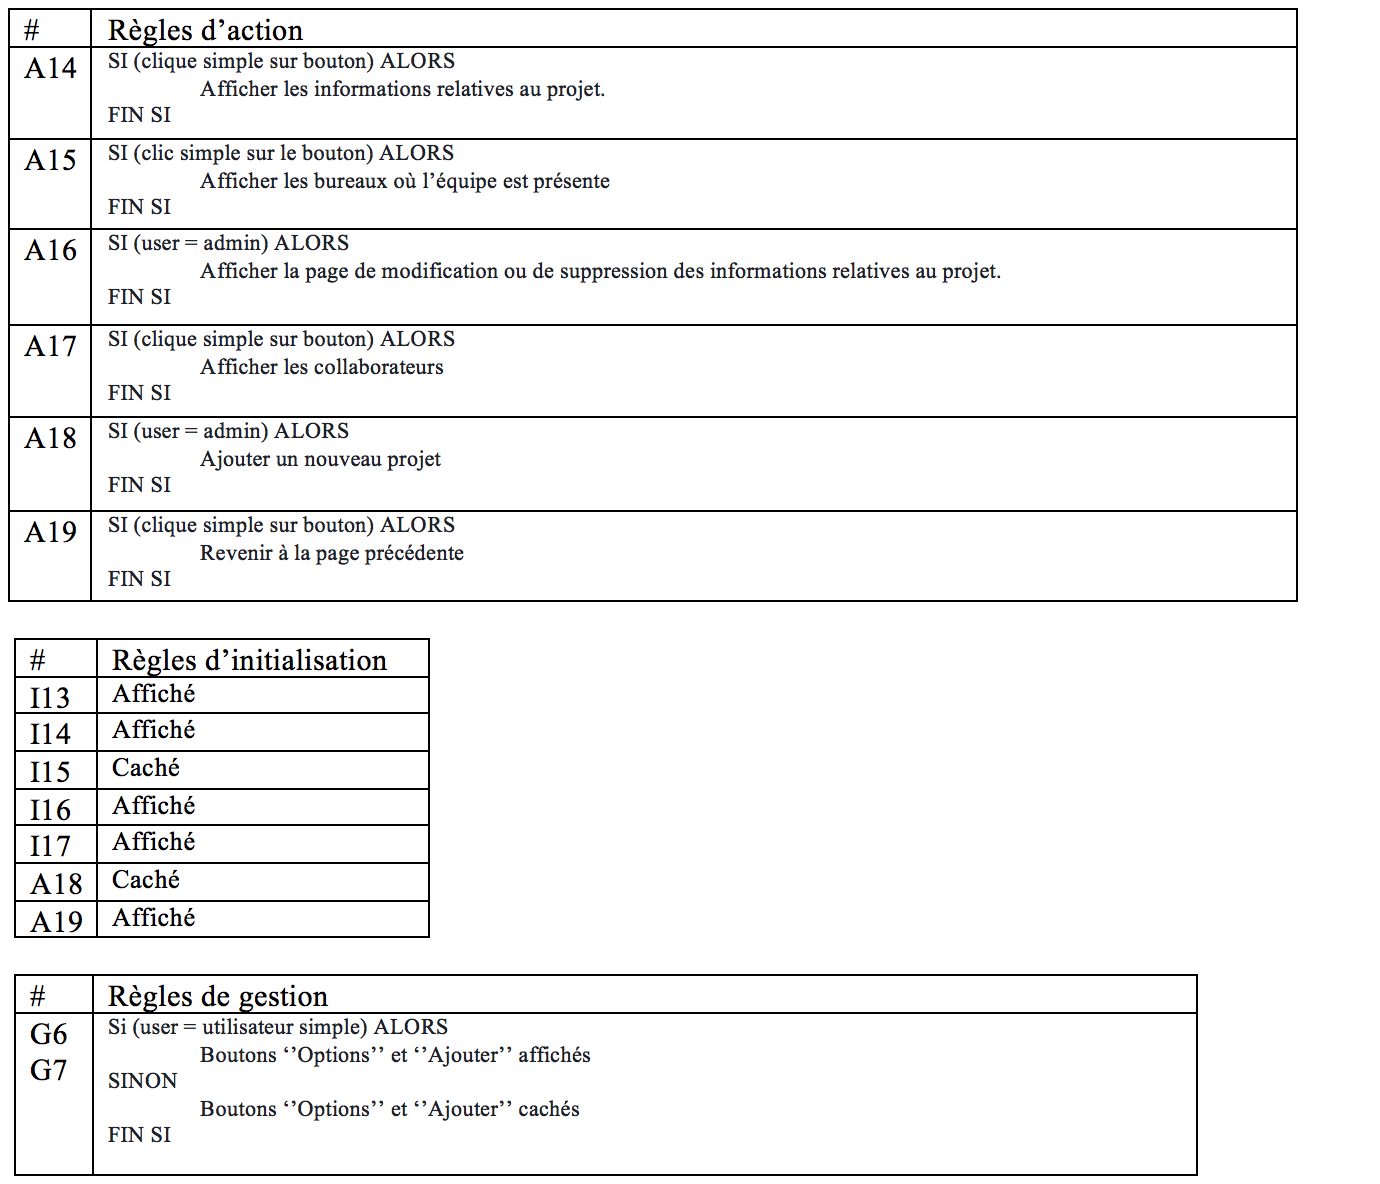 # Règles d’action
A14 SI (clique simple sur bouton) ALORS
Afficher les informations relatives au projet.
FIN SI
A15 SI (clic simple sur le bouton) ALORS
Afficher les bureaux où l’équipe est présente
FIN SI
A16 SI (user = admin) ALORS
Afficher la page de modification ou de suppression des informations relatives au projet.
FIN SI
A17 SI (clique simple sur bouton) ALORS
Afficher les collaborateurs
FIN SI
A18 SI (user = admin) ALORS
Ajouter un nouveau projet
FIN SI
A19 SI (clique simple sur bouton) ALORS
Revenir à la page précédente
FIN SI
# Règles d’initialisation
I13 Affiché
I14 Affiché
I15 Caché
I16 Affiché
I17 Affiché
A18 Caché
A19 Affiché
# Règles de gestion
G6 Si (user = utilisateur simple) ALORS
G7 Boutons ‘’Options’’ et ‘’Ajouter’’ affichés
SINON
Boutons ‘’Options’’ et ‘’Ajouter’’ cachés
FIN SI